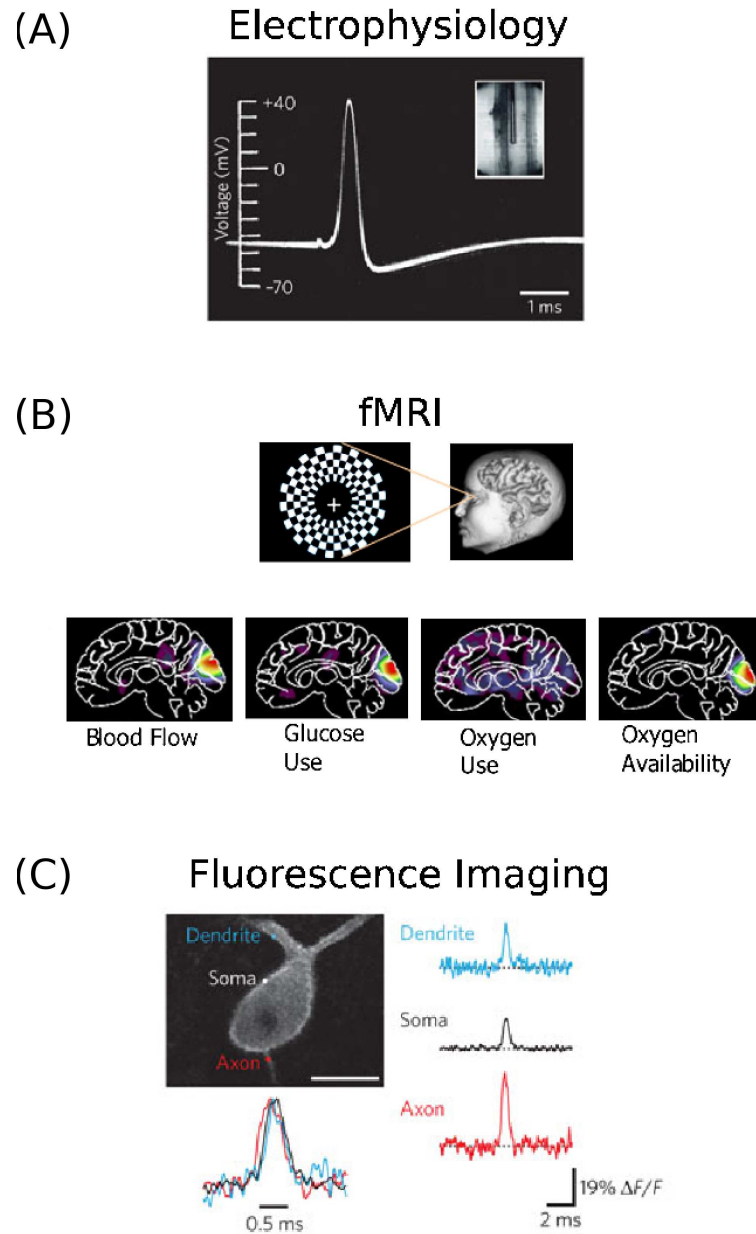 (A)
Electrophysiology
Voltage (mV)
+40
0
-70
1 ms
(B)
fMRI
Blood Flow
Glucose
Use
Oxygen
Use
Oxygen
Availability
(C)
Fluorescence Imaging
Dendrite
Soma
Axon
0.5 ms
Dendrite
Soma
Axon
19% ΔF/F
2 ms